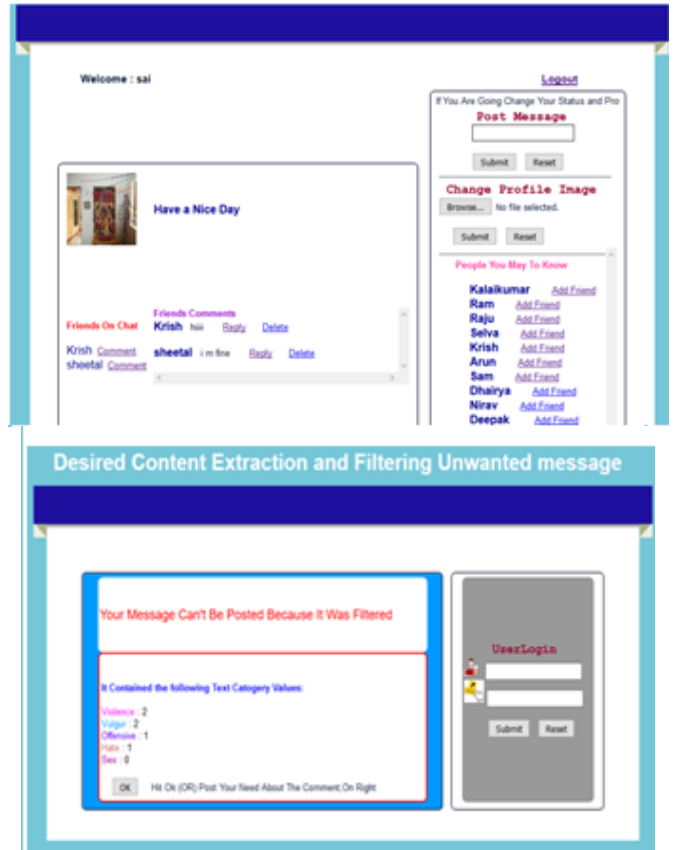 Welcome : sai
Logout
If You Are Going Change Your Status and Pro
Post Message
Submit Reset
Change Profile Image
Browse... No file selected.
Submit Reset
Have a Nice Day
People You May To Know
Kalaikumar Add Friend
Ram Add Friend
Raju Add Friend
Selva Add Friend
Krish Add Friend
Arun Add Friend
Sam Add Friend
Dhairya Add Friend
Nirav Add Friend
Deepak Add Friend
Friends On Chat
Krish Comment
sheetal Comment
Friends Comments
Krish hiii Reply Delete
sheetal i m fine Reply Delete
Desired Content Extraction and Filtering Unwanted message
Your Message Can't Be Posted Because It Was Filtered
It Contained the following Text Catogery Values:
Violence : 2
Vulgur : 2
Offensive : 1
Hate : 1
Sex : 0
OK Hit Ok (OR) Post Your Need About The Comment,On Right
UserLogin
Submit Reset